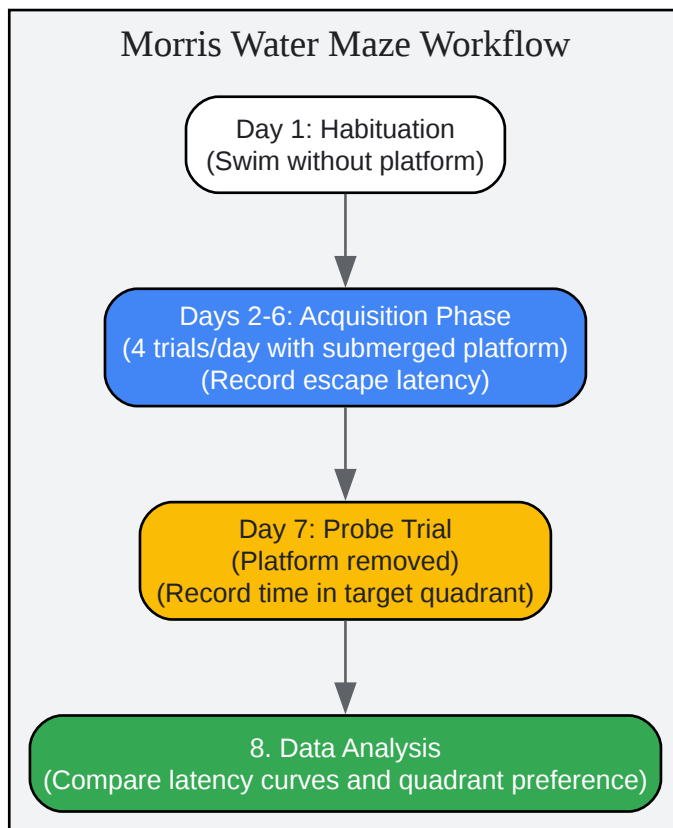 Morris Water Maze Workflow
Day 1: Habituation
(Swim without platform)
Days 2-6: Acquisition Phase
(4 trials/day with submerged platform)
(Record escape latency)
Day 7: Probe Trial
(Platform removed)
(Record time in target quadrant)
8. Data Analysis
(Compare latency curves and quadrant preference)